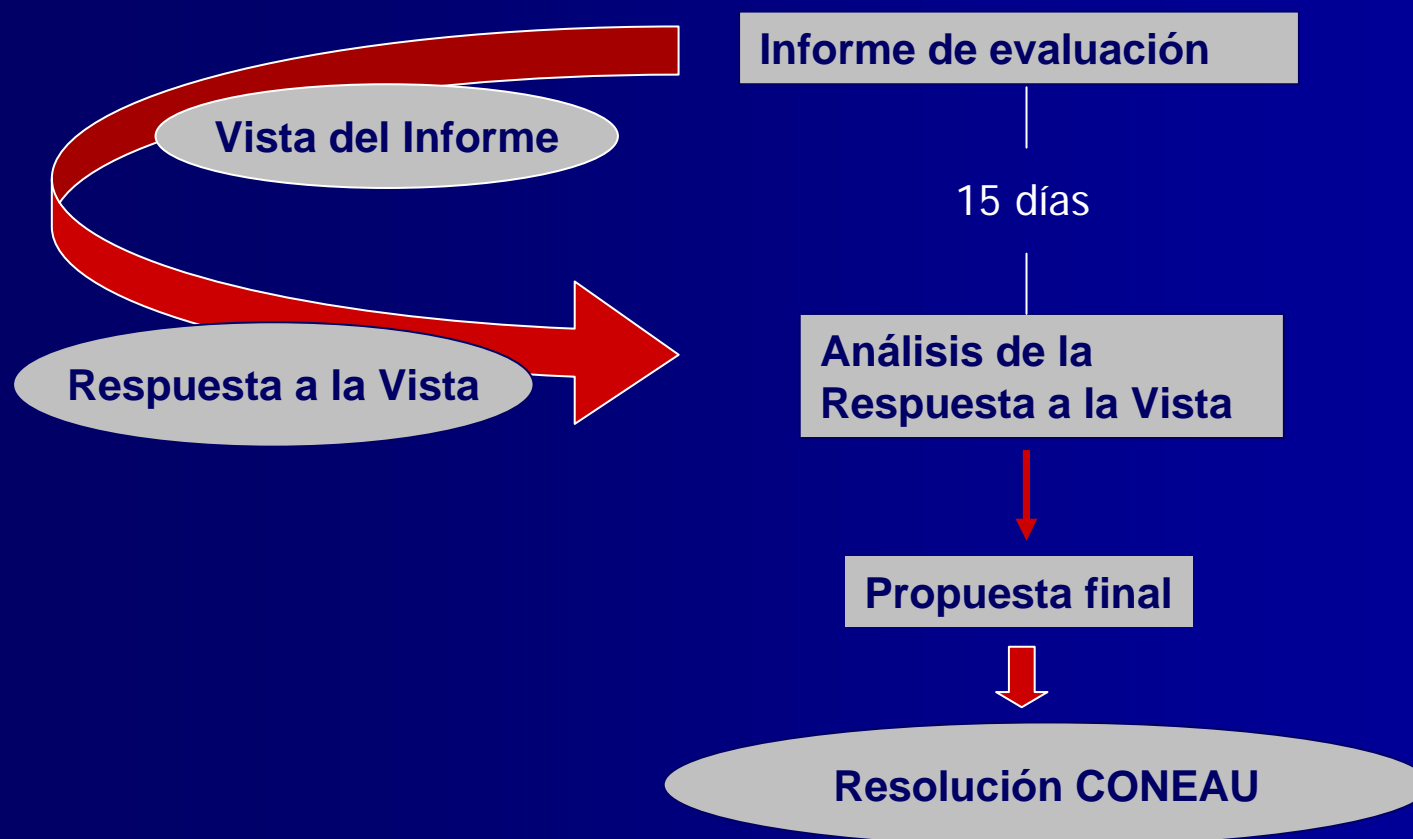 Informe de evaluación
Vista del Informe
15 días
Respuesta a la Vista
Análisis de la
Respuesta a la Vista
Propuesta final
Resolución CONEAU